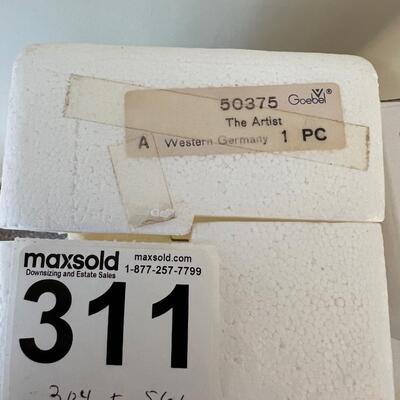 50375 Goebel®
The Artist
A Western Germany 1 PC
maxsold maxsold.com
Downsizing and Estate Sales 1-877-257-7799
311
304 +